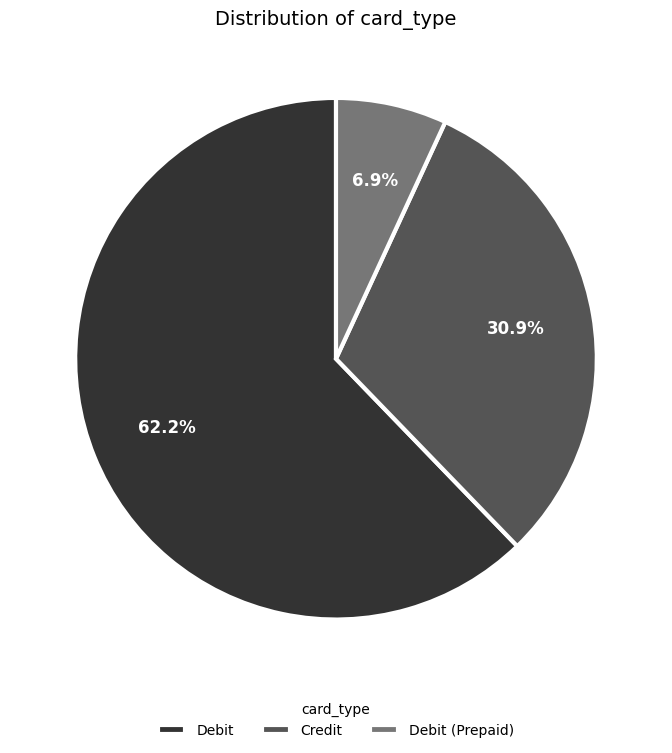 Distribution of card_type
6.9%
30.9%
62.2%
card_type
Debit Credit Debit (Prepaid)